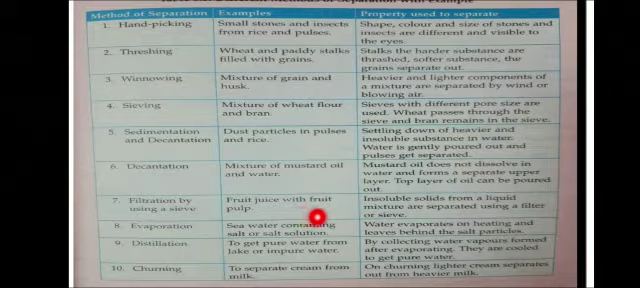 Methods of Separation with example
Method of Separation Examples Property used to separate
1. Hand-picking Small stones and insects from rice and pulses. Shape, colour and size of stones and insects are different and visible to the eyes.
2. Threshing Wheat and paddy stalks filled with grains. Stalks the harder substance are thrashed, softer substance, the grains separate out.
3. Winnowing Mixture of grain and husk. Heavier and lighter components of a mixture are separated by wind or blowing air.
4. Sieving Mixture of wheat flour and bran. Sieves with different pore size are used. Wheat passes through the sieve and bran remains in the sieve.
5. Sedimentation and Decantation Dust particles in pulses and rice. Settling down of heavier and insoluble substance in water. Water is gently poured out and pulses get separated.
6. Decantation Mixture of mustard oil and water. Mustard oil does not dissolve in water and forms a separate upper layer. Top layer of oil can be poured out.
7. Filtration by using a sieve Fruit juice with fruit pulp. Insoluble solids from a liquid mixture are separated using a filter or sieve.
8. Evaporation Sea water containing salt or salt solution. Water evaporates on heating and leaves behind the salt particles.
9. Distillation To get pure water from lake or impure water. By collecting water vapours formed after evaporating. They are cooled to get pure water.
10. Churning To separate cream from milk. On churning lighter cream separates out from heavier milk.